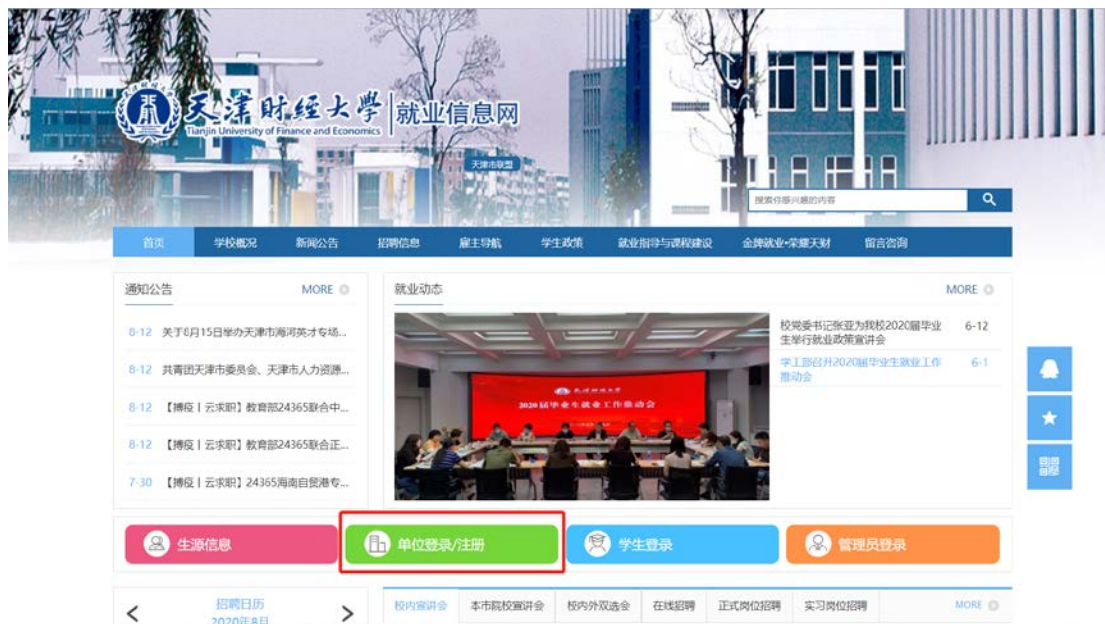 天津财经大学
Tianjin University of Finance and Economics
就业信息网
天津市联盟
搜索你感兴趣的内容
首页 学校概况 新闻公告 招聘信息 雇主导航 学生政策 就业指导与课程建设 金牌就业•荣耀天财 留言咨询
通知公告 MORE
8-12 关于8月15日举办天津市海河英才专场...
8-12 共青团天津市委员会、天津市人力资源...
8-12 【搏疫丨云求职】教育部24365联合中...
8-12 【搏疫丨云求职】教育部24365联合正...
7-30 【搏疫丨云求职】24365海南自贸港专...
就业动态 MORE
天津财经大学
2020届毕业生就业工作推动会
校党委书记张亚为我校2020届毕业 6-12
生举行就业政策宣讲会
学工部召开2020届毕业生就业工作 6-1
推动会
生源信息 单位登录/注册 学生登录 管理员登录
招聘日历
2020年8月
校内宣讲会 本市院校宣讲会 校内外双选会 在线招聘 正式岗位招聘 实习岗位招聘 MORE